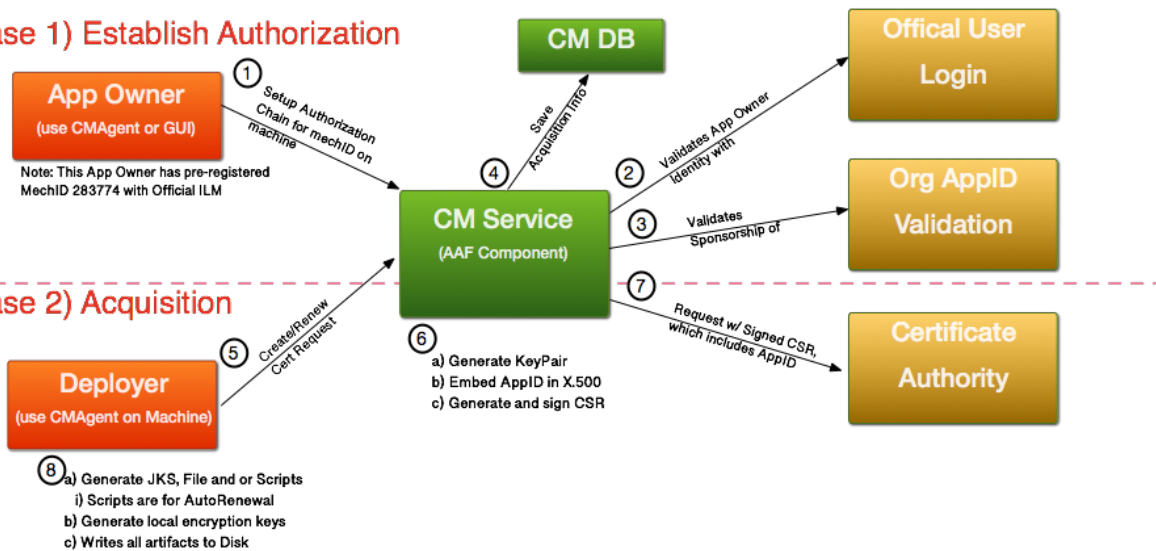 ase 1) Establish Authorization
CM DB
Offical User
Login
1
App Owner
(use CMAgent or GUI)
Setup Authorization
Chain for mechID on
machine
Note: This App Owner has pre-registered
MechID 283774 with Official ILM
Save
Acquisition Info
4
2
Validates App Owner
Identity with
Org AppID
Validation
CM Service
(AAF Component)
3
Validates
Sponsorship of
ase 2) Acquisition
7
Request w/ Signed CSR,
which includes AppID
Certificate
Authority
5
Create/Renew
Cert Request
6
a) Generate KeyPair
b) Embed AppID in X.500
c) Generate and sign CSR
Deployer
(use CMAgent on Machine)
8
a) Generate JKS, File and or Scripts
i) Scripts are for AutoRenewal
b) Generate local encryption keys
c) Writes all artifacts to Disk